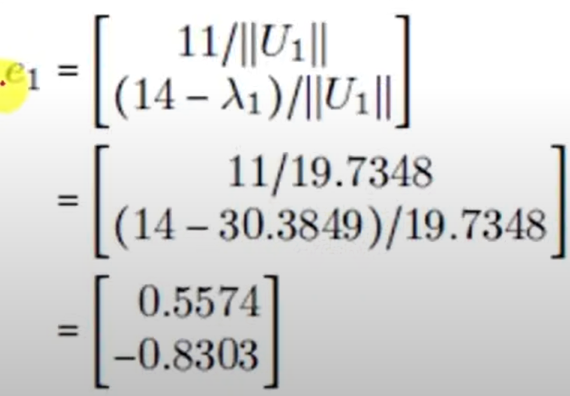 e₁ = [ 11/||U₁||
(14 – λ₁)/||U₁|| ]
= [ 11/19.7348
(14 – 30.3849)/19.7348 ]
= [ 0.5574
–0.8303 ]